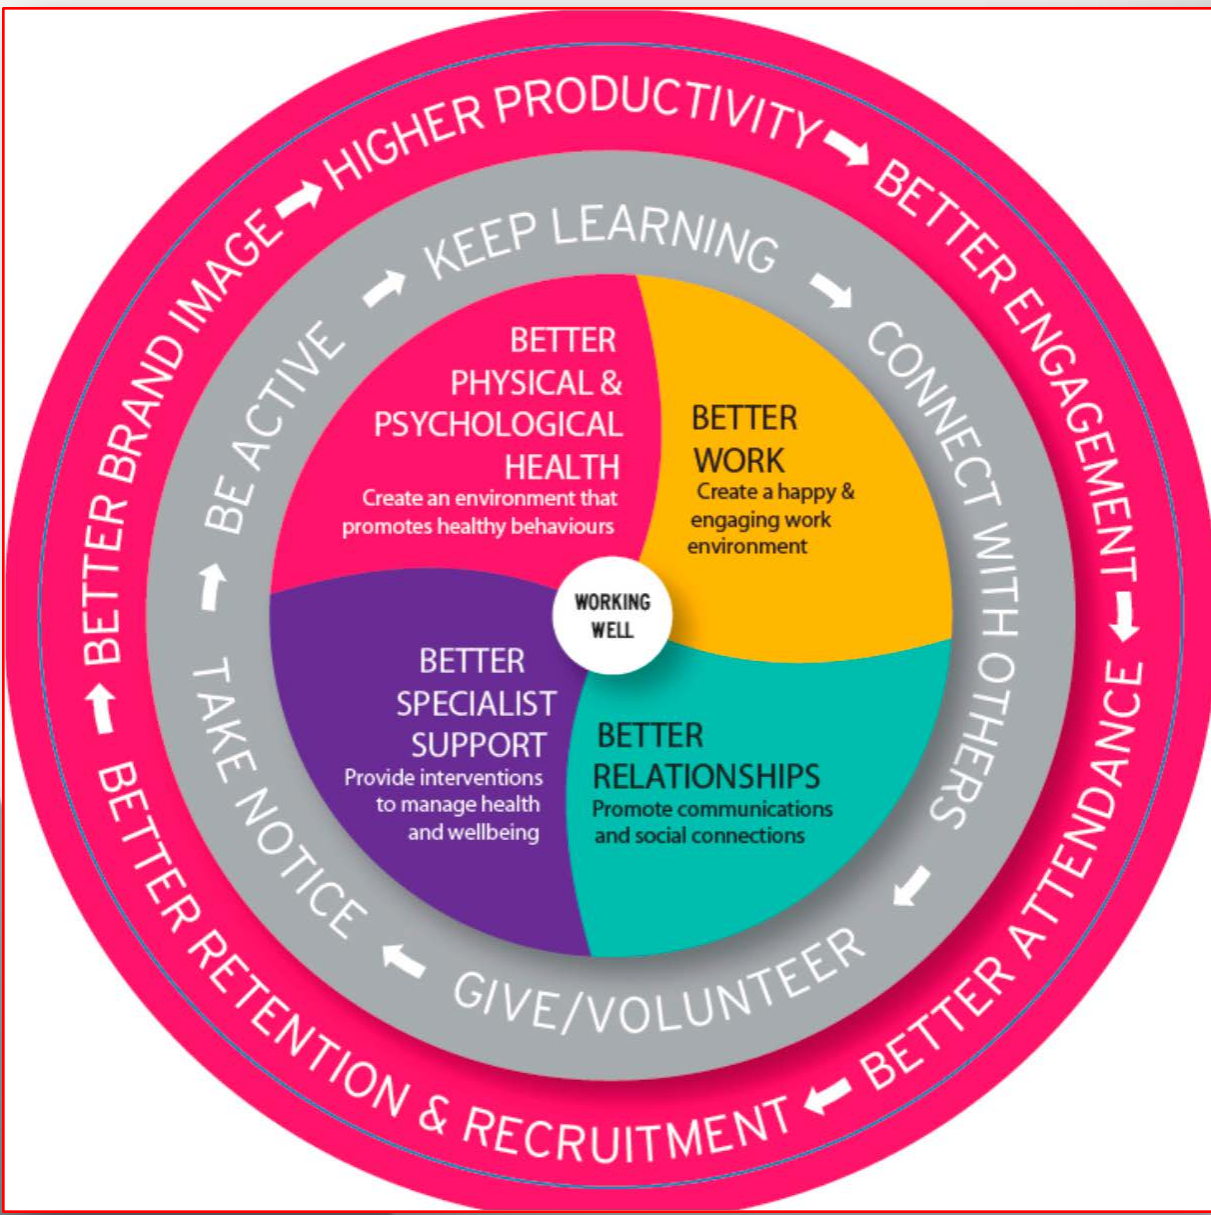 HIGHER PRODUCTIVITY
BETTER ENGAGEMENT
BETTER ATTENDANCE
BETTER RETENTION & RECRUITMENT
BETTER BRAND IMAGE
KEEP LEARNING
CONNECT WITH OTHERS
GIVE/VOLUNTEER
TAKE NOTICE
BE ACTIVE
BETTER
PHYSICAL &
PSYCHOLOGICAL
HEALTH
Create an environment that
promotes healthy behaviours
BETTER
WORK
Create a happy &
engaging work
environment
WORKING
WELL
BETTER
SPECIALIST
SUPPORT
Provide interventions
to manage health
and wellbeing
BETTER
RELATIONSHIPS
Promote communications
and social connections